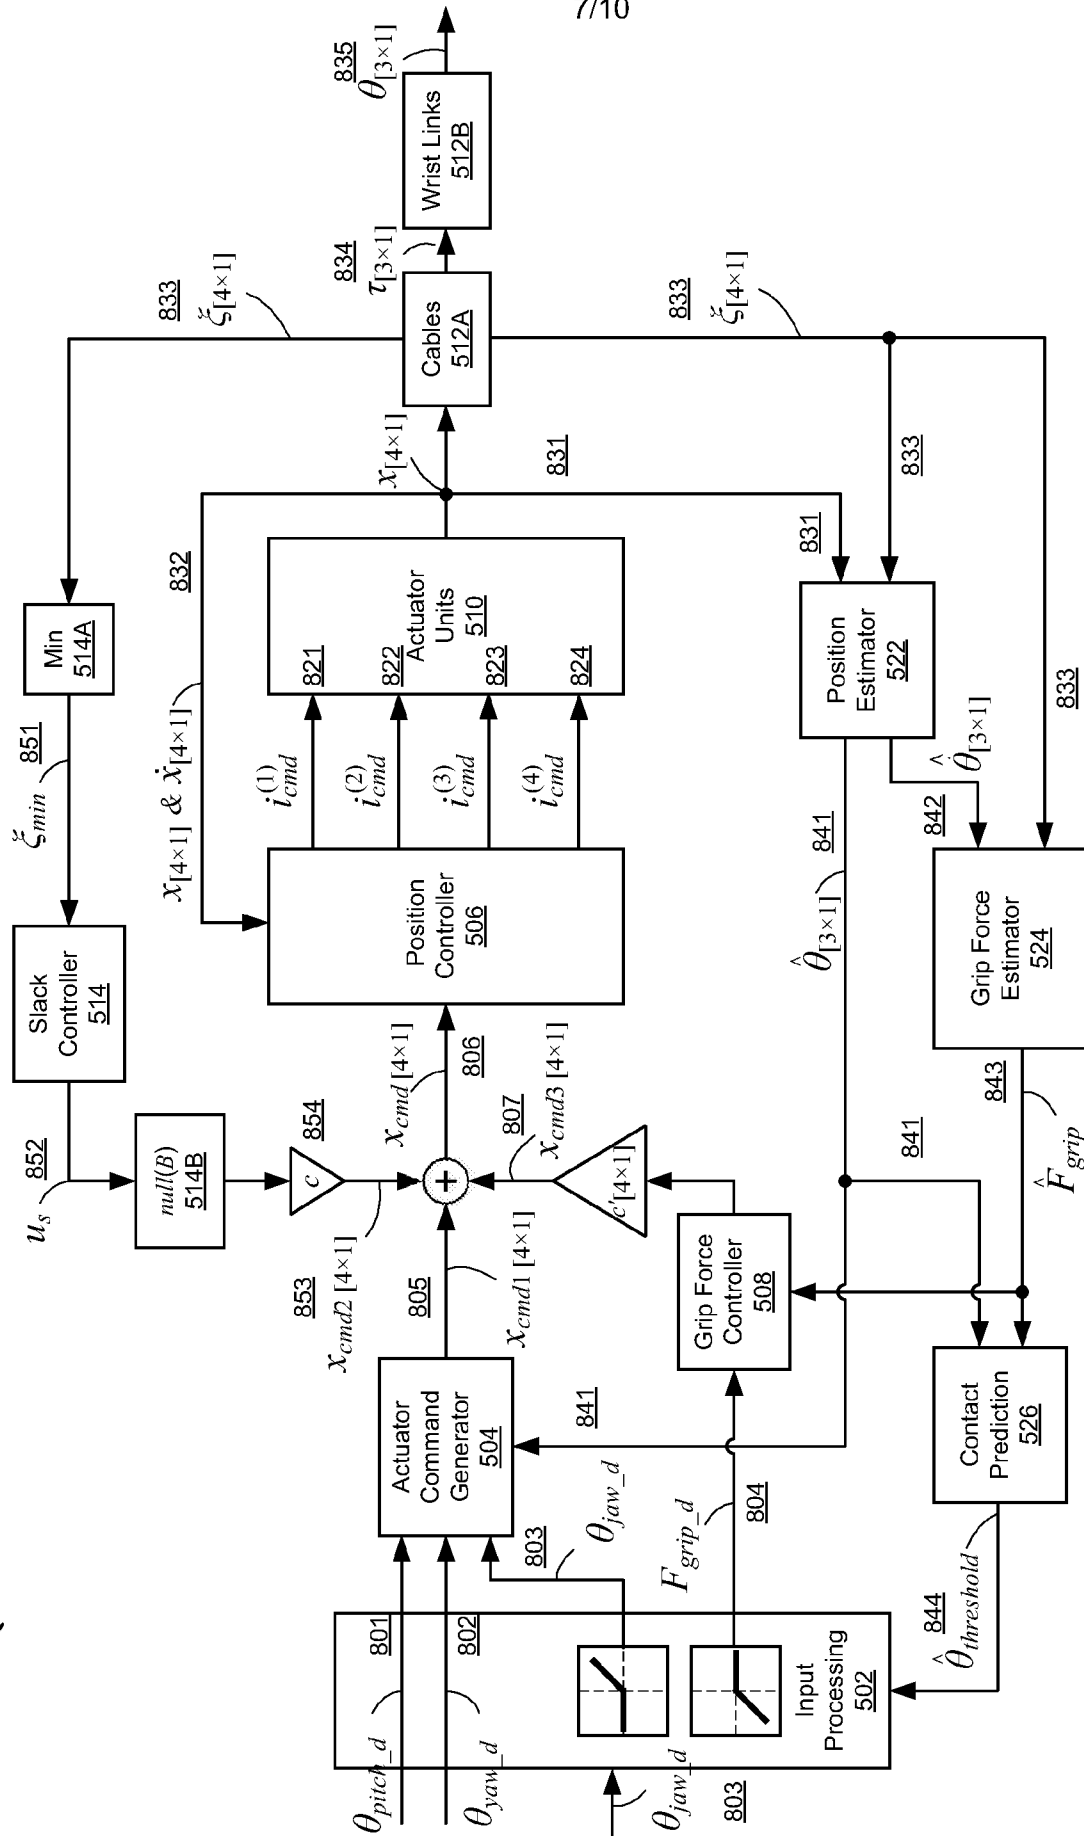 7/10
θ[3×1]
835
Wrist Links
512B
τ[3×1]
834
Cables
512A
ξ[4×1]
833
ξ[4×1]
833
833
833
x[4×1]
831
831
832
x[4×1] & ẋ[4×1]
Min
514A
ξmin
851
Slack
Controller
514
us
852
null(B)
514B
c
854
xcmd2 [4×1]
853
Actuator
Units
510
821
822
823
824
i(1)cmd
i(2)cmd
i(3)cmd
i(4)cmd
Position
Controller
506
xcmd [4×1]
806
+
807
xcmd3 [4×1]
c'[4×1]
805
xcmd1 [4×1]
Grip Force
Controller
508
Actuator
Command
Generator
504
841
Position
Estimator
522
841
θ̂[3×1]
842
θ̇̂[3×1]
Grip Force
Estimator
524
843
F̂grip
841
Contact
Prediction
526
844
θ̂threshold
803
θjaw_d
Fgrip_d
804
801
802
Input
Processing
502
θpitch_d
θyaw_d
θjaw_d
803